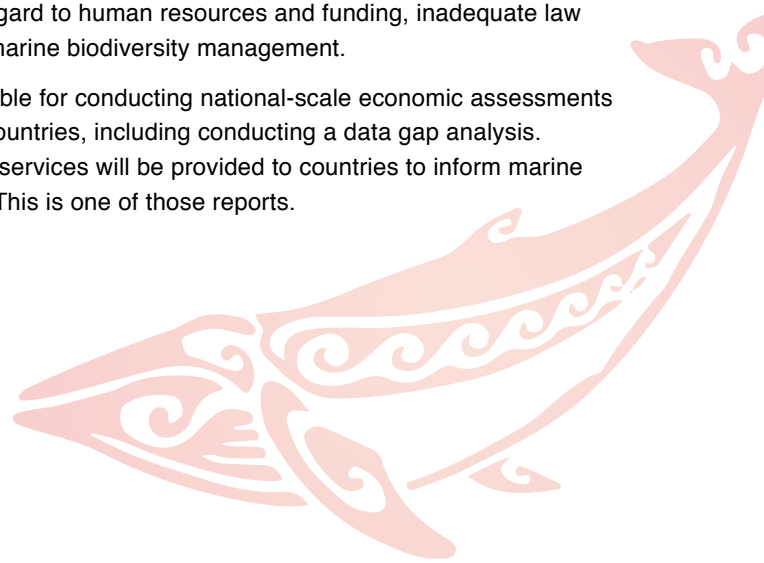 gard to human resources and funding, inadequate law
narine biodiversity management.
ble for conducting national-scale economic assessments
ountries, including conducting a data gap analysis.
services will be provided to countries to inform marine
This is one of those reports.